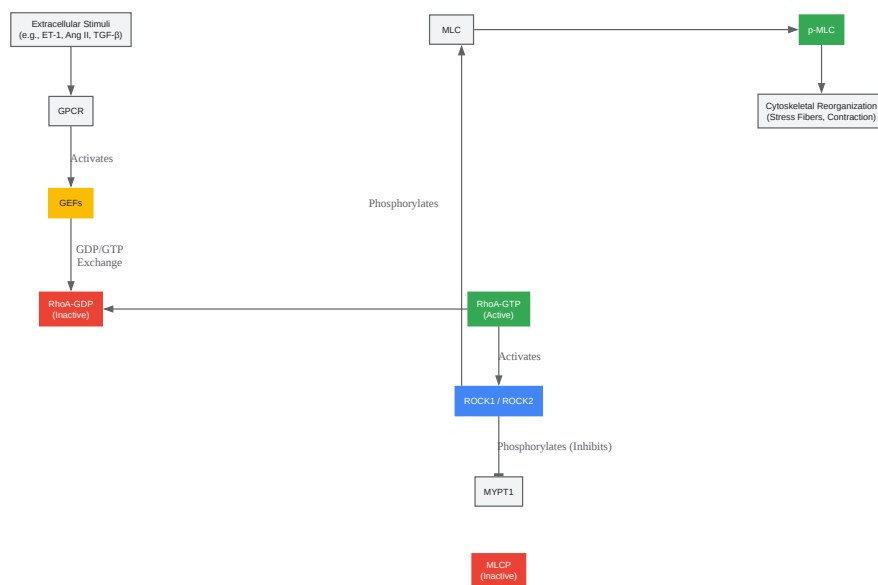 Extracellular Stimuli
(e.g., ET-1, Ang II, TGF-β)
MLC
p-MLC
GPCR
Cytoskeletal Reorganization
(Stress Fibers, Contraction)
Activates
GEFs
Phosphorylates
GDP/GTP
Exchange
RhoA-GDP
(Inactive)
RhoA-GTP
(Active)
Activates
ROCK1 / ROCK2
Phosphorylates (Inhibits)
MYPT1
MLCP
(Inactive)